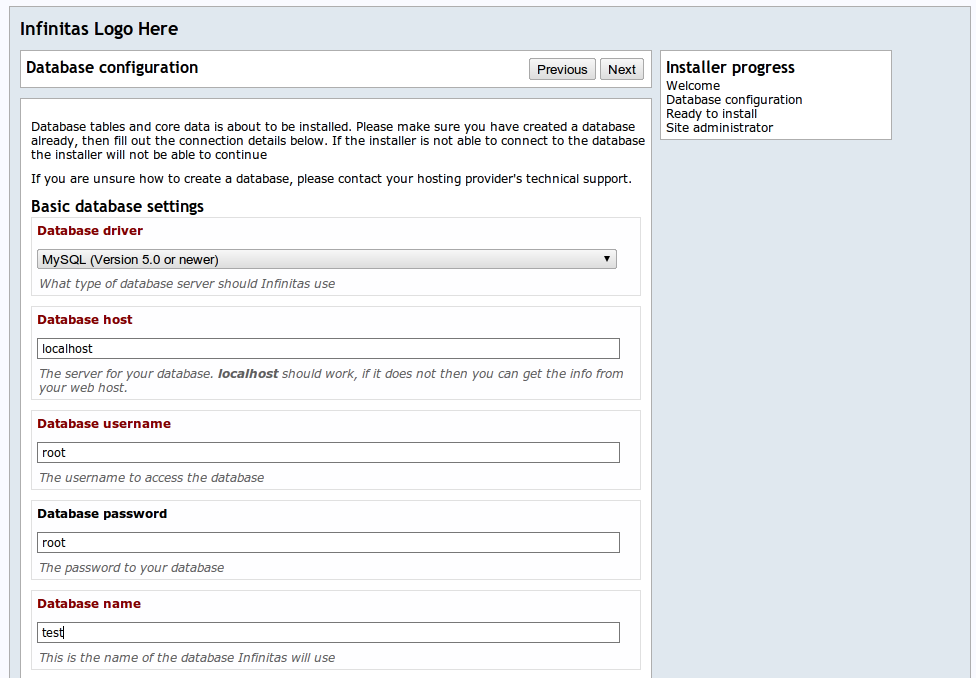 Infinitas Logo Here
Database configuration
Previous
Next
Installer progress
Welcome
Database configuration
Ready to install
Site administrator
Database tables and core data is about to be installed. Please make sure you have created a database
already, then fill out the connection details below. If the installer is not able to connect to the database
the installer will not be able to continue
If you are unsure how to create a database, please contact your hosting provider's technical support.
Basic database settings
Database driver
MySQL (Version 5.0 or newer)
What type of database server should Infinitas use
Database host
localhost
The server for your database. localhost should work, if it does not then you can get the info from
your web host.
Database username
root
The username to access the database
Database password
root
The password to your database
Database name
test
This is the name of the database Infinitas will use